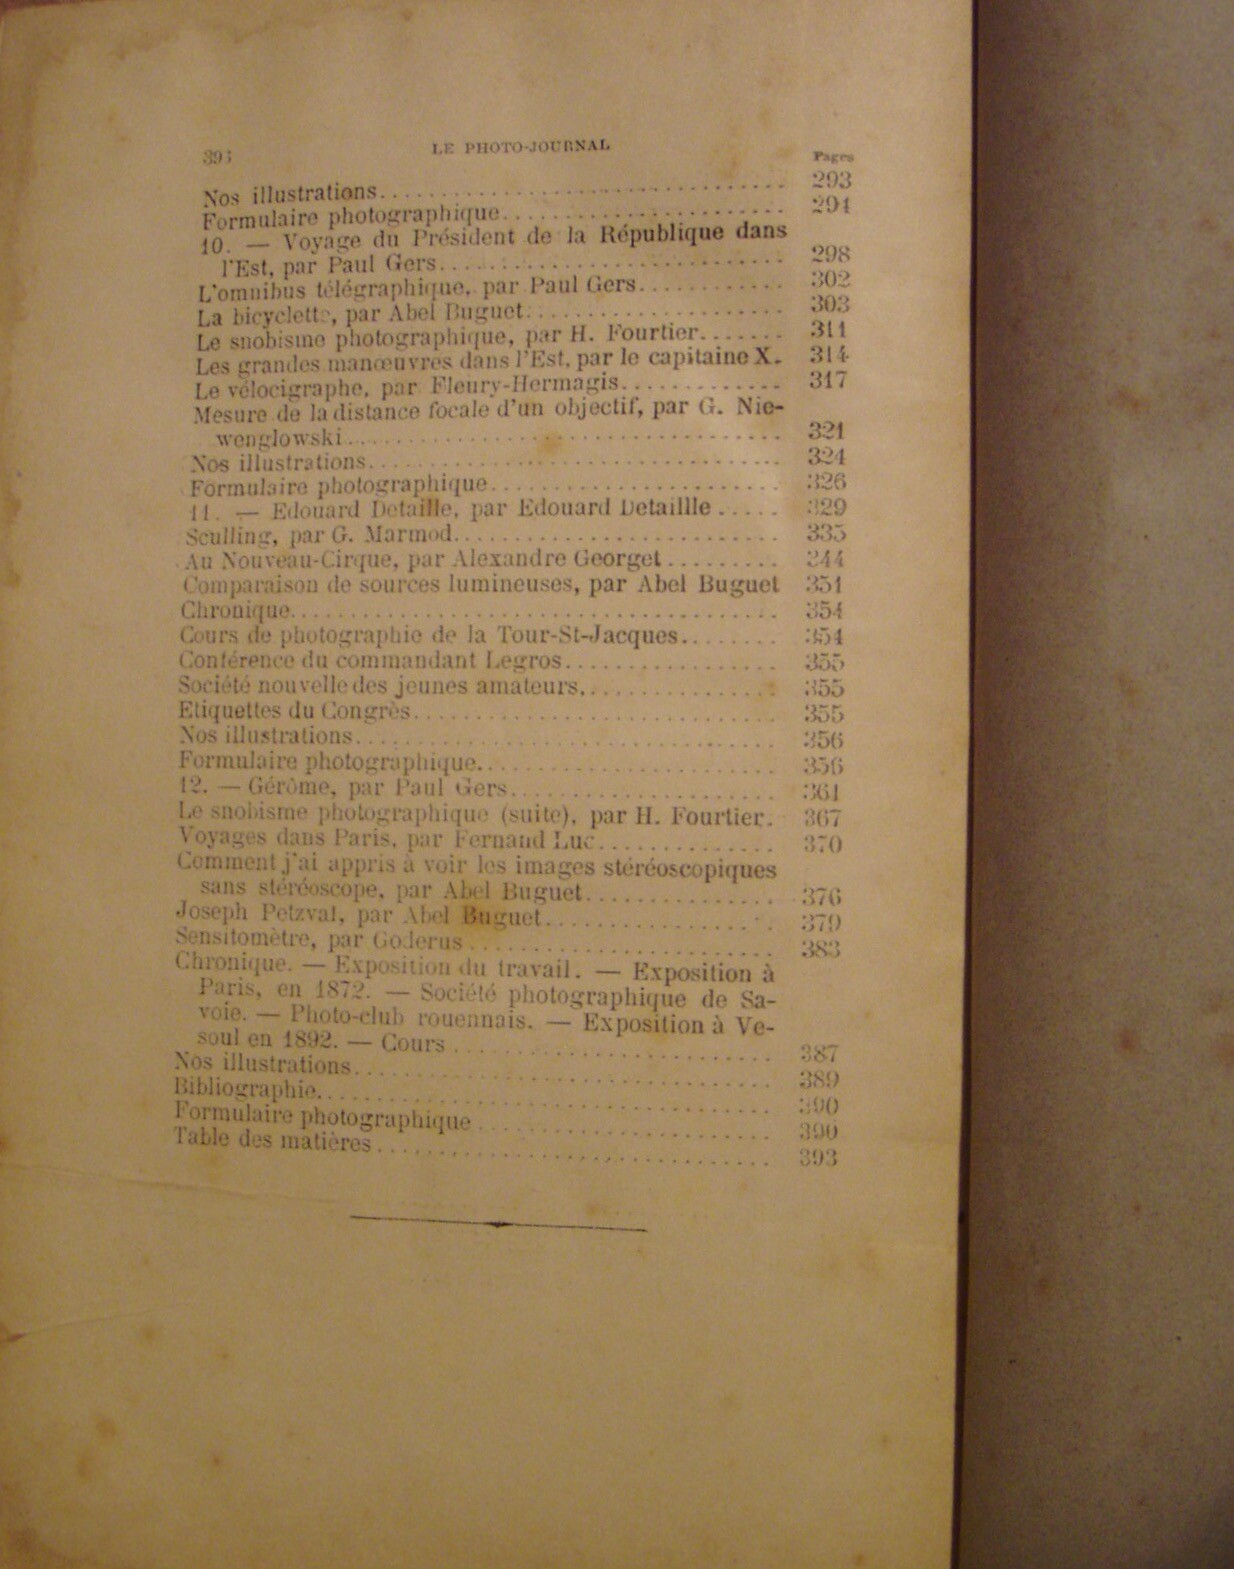 LE PHOTO-JOURNAL
Pages
Nos illustrations........ 293
Formulaire photographique........ 294
10. — Voyage du Président de la République dans
l'Est, par Paul Gers........ 298
L'omnibus télégraphique, par Paul Gers........ 302
La bicyclette, par Abel Buguet........ 303
Le snobisme photographique, par H. Fourtier........ 311
Les grandes manœuvres dans l'Est, par le capitaine X. 314
Le vélocigraphe, par Fleury-Hermagis........ 317
Mesure de la distance focale d'un objectif, par G. Nie-
wenglowski........ 321
Nos illustrations........ 324
Formulaire photographique........ 326
11. — Edouard Detaille, par Edouard Detaillle..... 329
Sculling, par G. Marmod........ 335
Au Nouveau-Cirque, par Alexandre Georget......... 244
Comparaison de sources lumineuses, par Abel Buguet 351
Chronique........ 354
Cours de photographie de la Tour-St-Jacques........ 354
Conférence du commandant Legros........ 355
Société nouvelle des jeunes amateurs........ 355
Etiquettes du Congrès........ 355
Nos illustrations........ 356
Formulaire photographique........ 356
12. — Gérôme, par Paul Gers........ 361
Le snobisme photographique (suite), par H. Fourtier. 367
Voyages dans Paris, par Fernand Luc........ 370
Comment j'ai appris à voir les images stéréoscopiques
sans stéréoscope, par Abel Buguet........ 376
Joseph Petzval, par Abel Buguet........ 379
Sensitomètre, par Goderus........ 383
Chronique. — Exposition du travail. — Exposition à
Paris, en 1872. — Société photographique de Sa-
voie. — Photo-club rouennais. — Exposition à Ve-
soul en 1892. — Cours........ 387
Nos illustrations........ 389
Bibliographie........ 390
Formulaire photographique........ 390
Table des matières........ 393